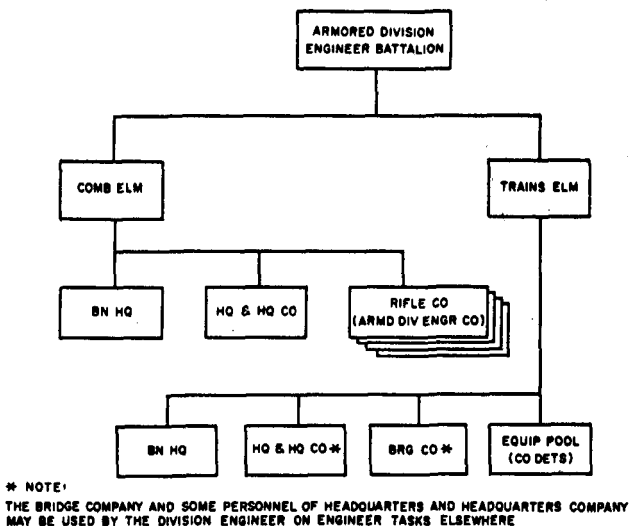 ARMORED DIVISION
ENGINEER BATTALION
COMB ELM
TRAINS ELM
BN HQ
HQ & HQ CO
RIFLE CO
(ARMD DIV ENGR CO)
BN HQ
HQ & HQ CO*
BRG CO*
EQUIP POOL
(CO DETS)
* NOTE:
THE BRIDGE COMPANY AND SOME PERSONNEL OF HEADQUARTERS AND HEADQUARTERS COMPANY
MAY BE USED BY THE DIVISION ENGINEER ON ENGINEER TASKS ELSEWHERE